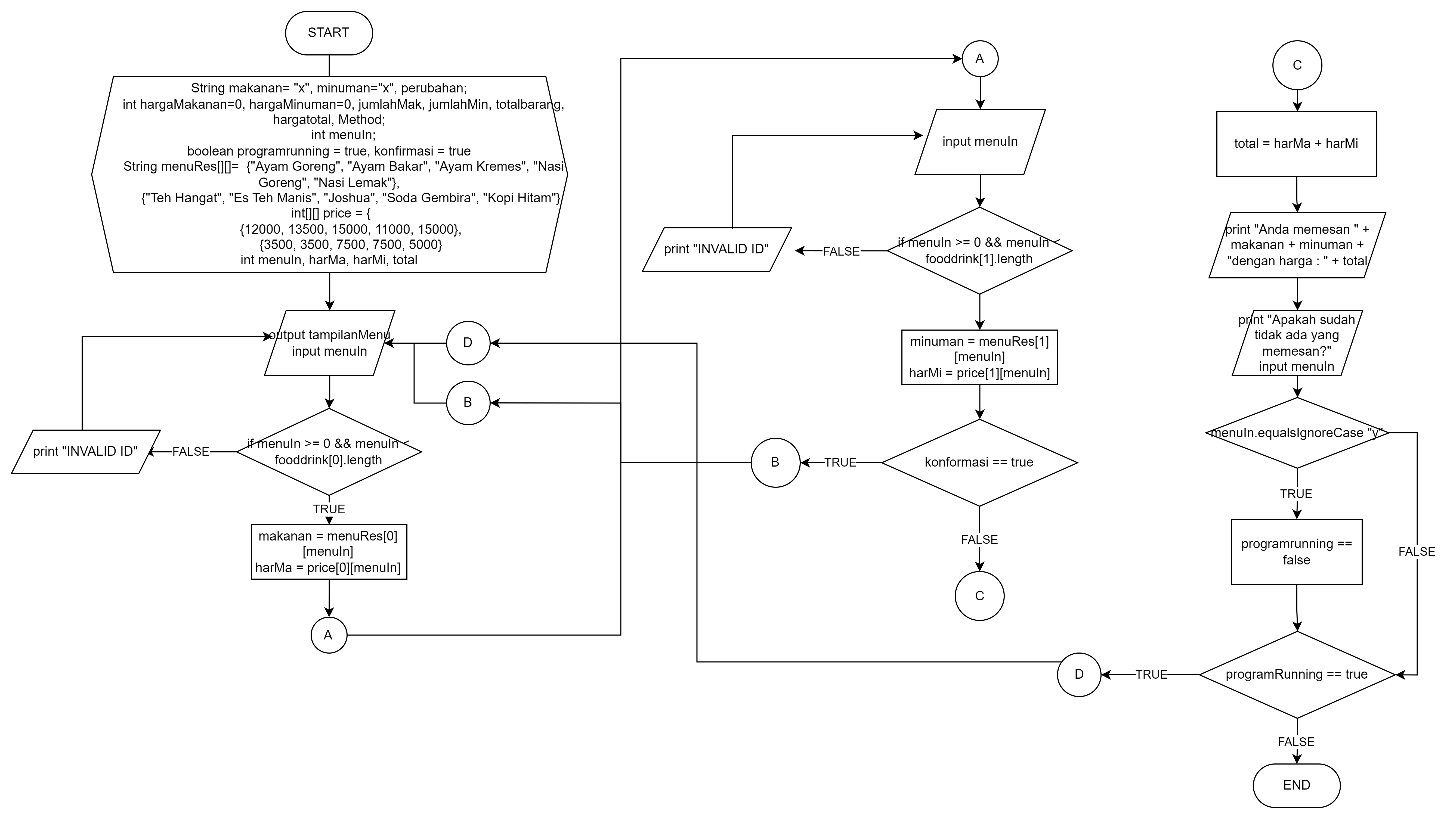 START
String makanan= "x", minuman="x", perubahan;
int hargaMakanan=0, hargaMinuman=0, jumlahMak, jumlahMin, totalbarang,
hargatotal, Method;
int menuIn;
boolean programrunning = true, konfirmasi = true
String menuRes[][]= {"Ayam Goreng", "Ayam Bakar", "Ayam Kremes", "Nasi
Goreng", "Nasi Lemak"},
{"Teh Hangat", "Es Teh Manis", "Joshua", "Soda Gembira", "Kopi Hitam"}
int[][] price = {
{12000, 13500, 15000, 11000, 15000},
{3500, 3500, 7500, 7500, 5000}
int menuIn, harMa, harMi, total
output tampilanMenu
input menuIn
D
B
if menuIn >= 0 && menuIn <
fooddrink[0].length
FALSE
print "INVALID ID"
TRUE
makanan = menuRes[0]
[menuIn]
harMa = price[0][menuIn]
A
A
input menuIn
if menuIn >= 0 && menuIn <
fooddrink[1].length
FALSE
print "INVALID ID"
minuman = menuRes[1]
[menuIn]
harMi = price[1][menuIn]
konformasi == true
TRUE
B
FALSE
C
C
total = harMa + harMi
print "Anda memesan " +
makanan + minuman +
"dengan harga : " + total
print "Apakah sudah
tidak ada yang
memesan?"
input menuIn
menuIn.equalsIgnoreCase "y"
TRUE
FALSE
programrunning ==
false
programRunning == true
TRUE
D
FALSE
END